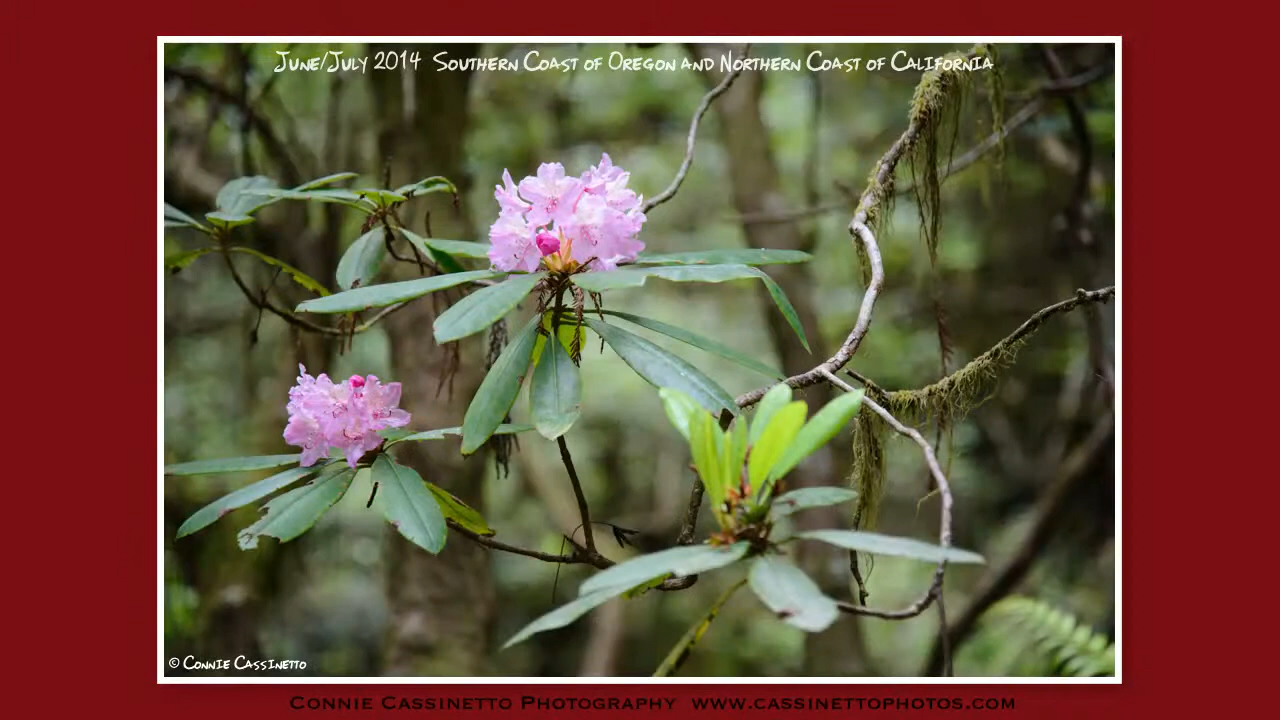 June/July 2014 Southern Coast of Oregon and Northern Coast of California
© Connie Cassinetto
Connie Cassinetto Photography www.cassinettophotos.com